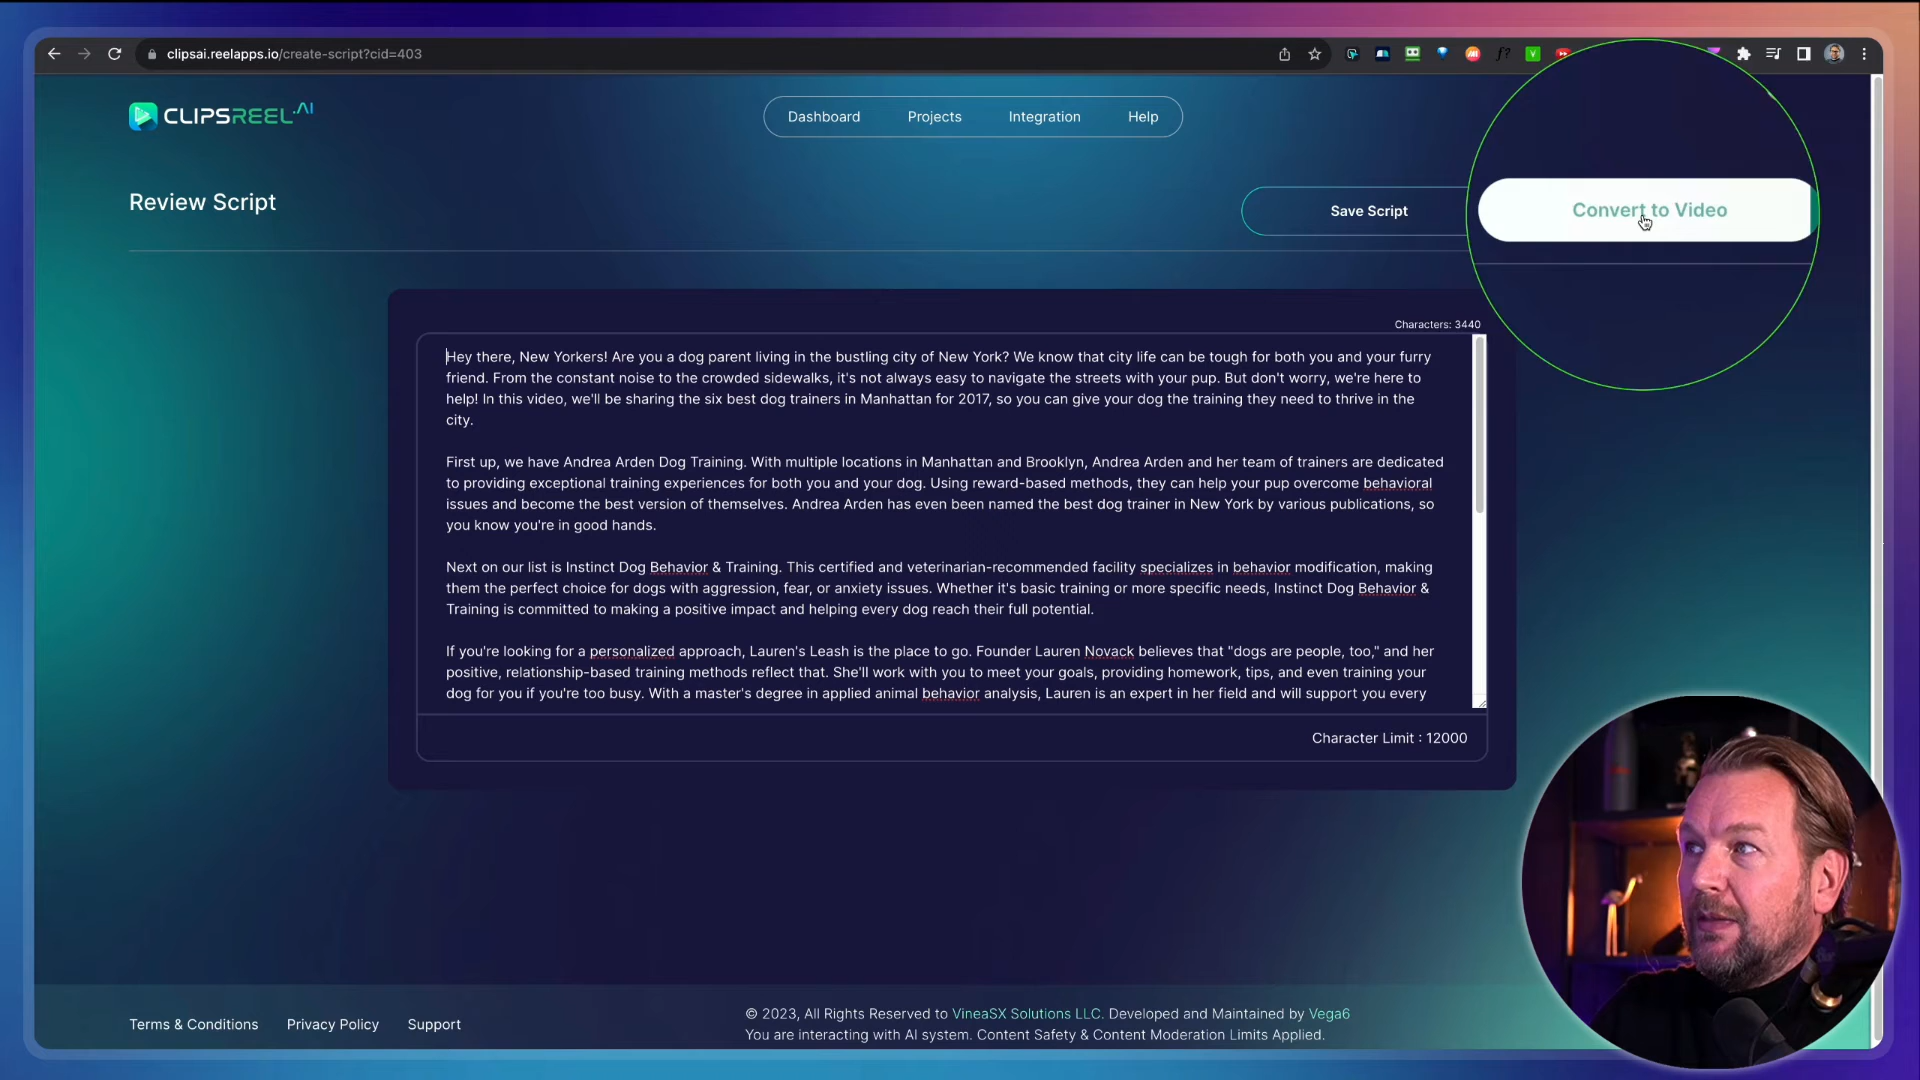 clipsai.reelapps.io/create-script?cid=403
CLIPSREEL.AI
Dashboard
Projects
Integration
Help
Review Script
Save Script
Convert to Video
Characters: 3440
Hey there, New Yorkers! Are you a dog parent living in the bustling city of New York? We know that city life can be tough for both you and your furry
friend. From the constant noise to the crowded sidewalks, it's not always easy to navigate the streets with your pup. But don't worry, we're here to
help! In this video, we'll be sharing the six best dog trainers in Manhattan for 2017, so you can give your dog the training they need to thrive in the
city.
First up, we have Andrea Arden Dog Training. With multiple locations in Manhattan and Brooklyn, Andrea Arden and her team of trainers are dedicated
to providing exceptional training experiences for both you and your dog. Using reward-based methods, they can help your pup overcome behavioral
issues and become the best version of themselves. Andrea Arden has even been named the best dog trainer in New York by various publications, so
you know you're in good hands.
Next on our list is Instinct Dog Behavior & Training. This certified and veterinarian-recommended facility specializes in behavior modification, making
them the perfect choice for dogs with aggression, fear, or anxiety issues. Whether it's basic training or more specific needs, Instinct Dog Behavior &
Training is committed to making a positive impact and helping every dog reach their full potential.
If you're looking for a personalized approach, Lauren's Leash is the place to go. Founder Lauren Novack believes that "dogs are people, too," and her
positive, relationship-based training methods reflect that. She'll work with you to meet your goals, providing homework, tips, and even training your
dog for you if you're too busy. With a master's degree in applied animal behavior analysis, Lauren is an expert in her field and will support you every
Character Limit : 12000
Terms & Conditions
Privacy Policy
Support
© 2023, All Rights Reserved to VineaSX Solutions LLC. Developed and Maintained by Vega6
You are interacting with AI system. Content Safety & Content Moderation Limits Applied.